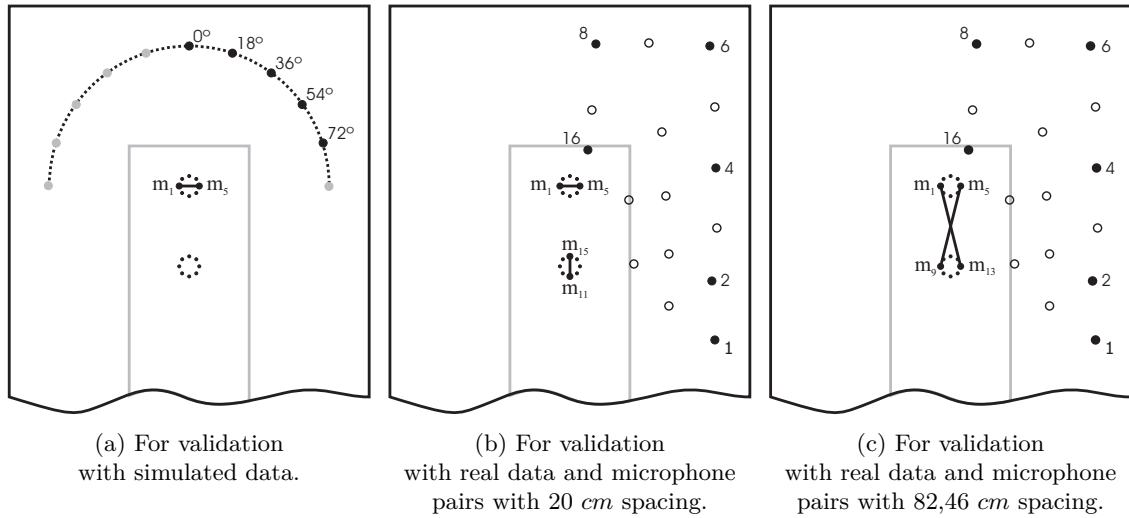 0°
18°
36°
54°
72°
m₁ m₅
(a) For validation
with simulated data.
8
6
16
4
m₁ m₅
m₁₅
m₁₁
2
1
(b) For validation
with real data and microphone
pairs with 20 cm spacing.
8
6
16
4
m₁ m₅
m₉ m₁₃
2
1
(c) For validation
with real data and microphone
pairs with 82,46 cm spacing.